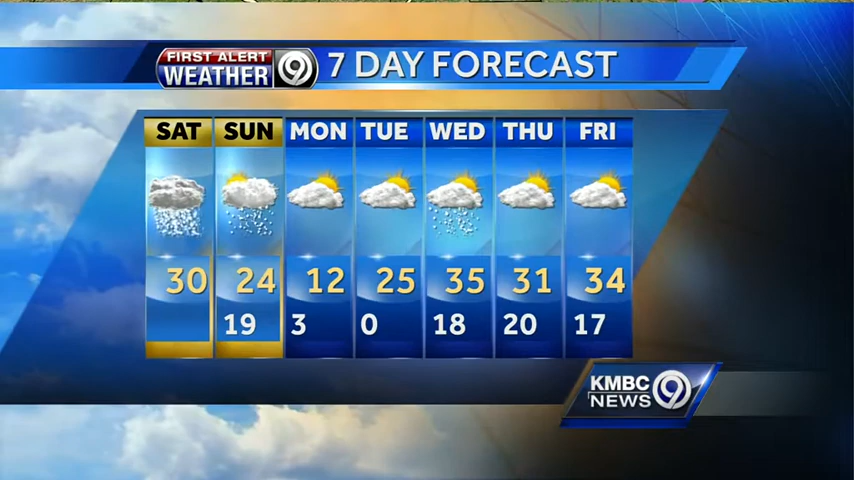 FIRST ALERT
WEATHER 9
7 DAY FORECAST
SAT SUN MON TUE WED THU FRI
30 24 12 25 35 31 34
19 3 0 18 20 17
KMBC 9
NEWS